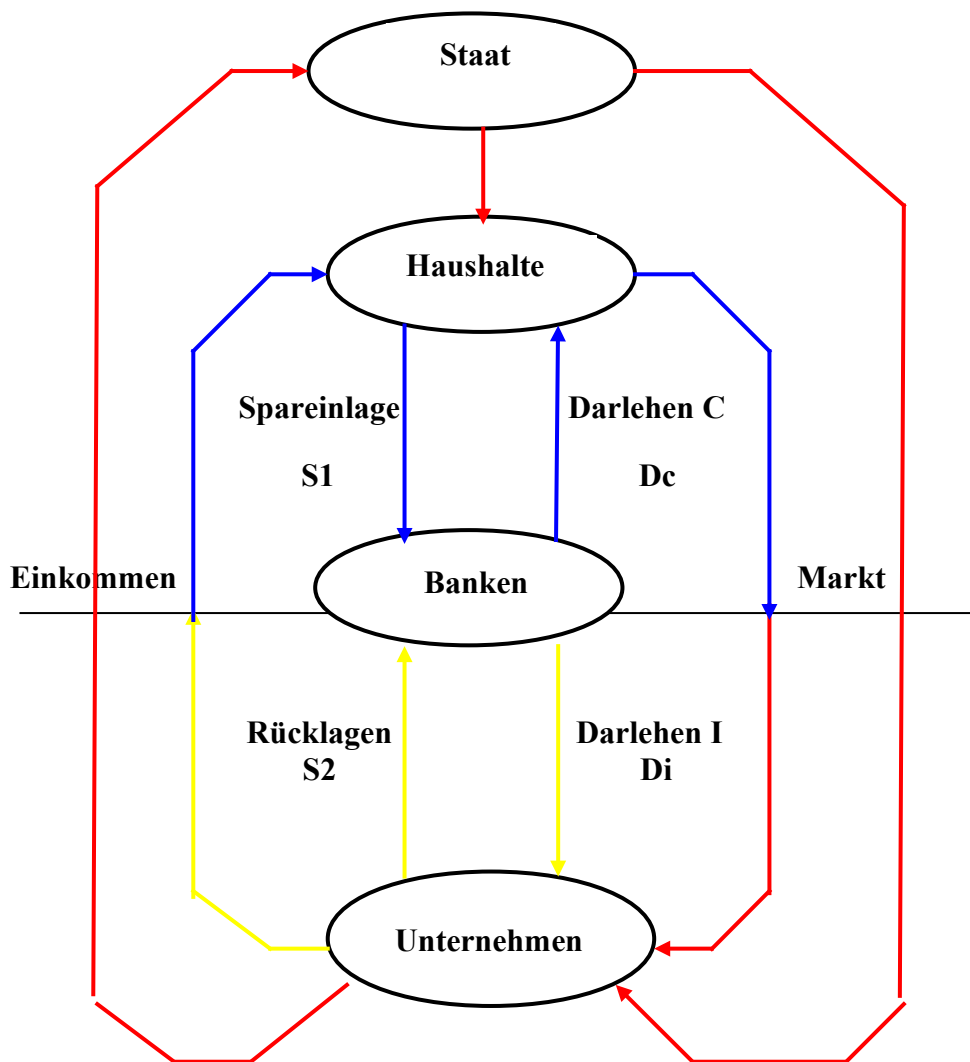 Staat
Haushalte
Spareinlage
Darlehen C
S1
Dc
Einkommen
Banken
Markt
Rücklagen
S2
Darlehen I
Di
Unternehmen